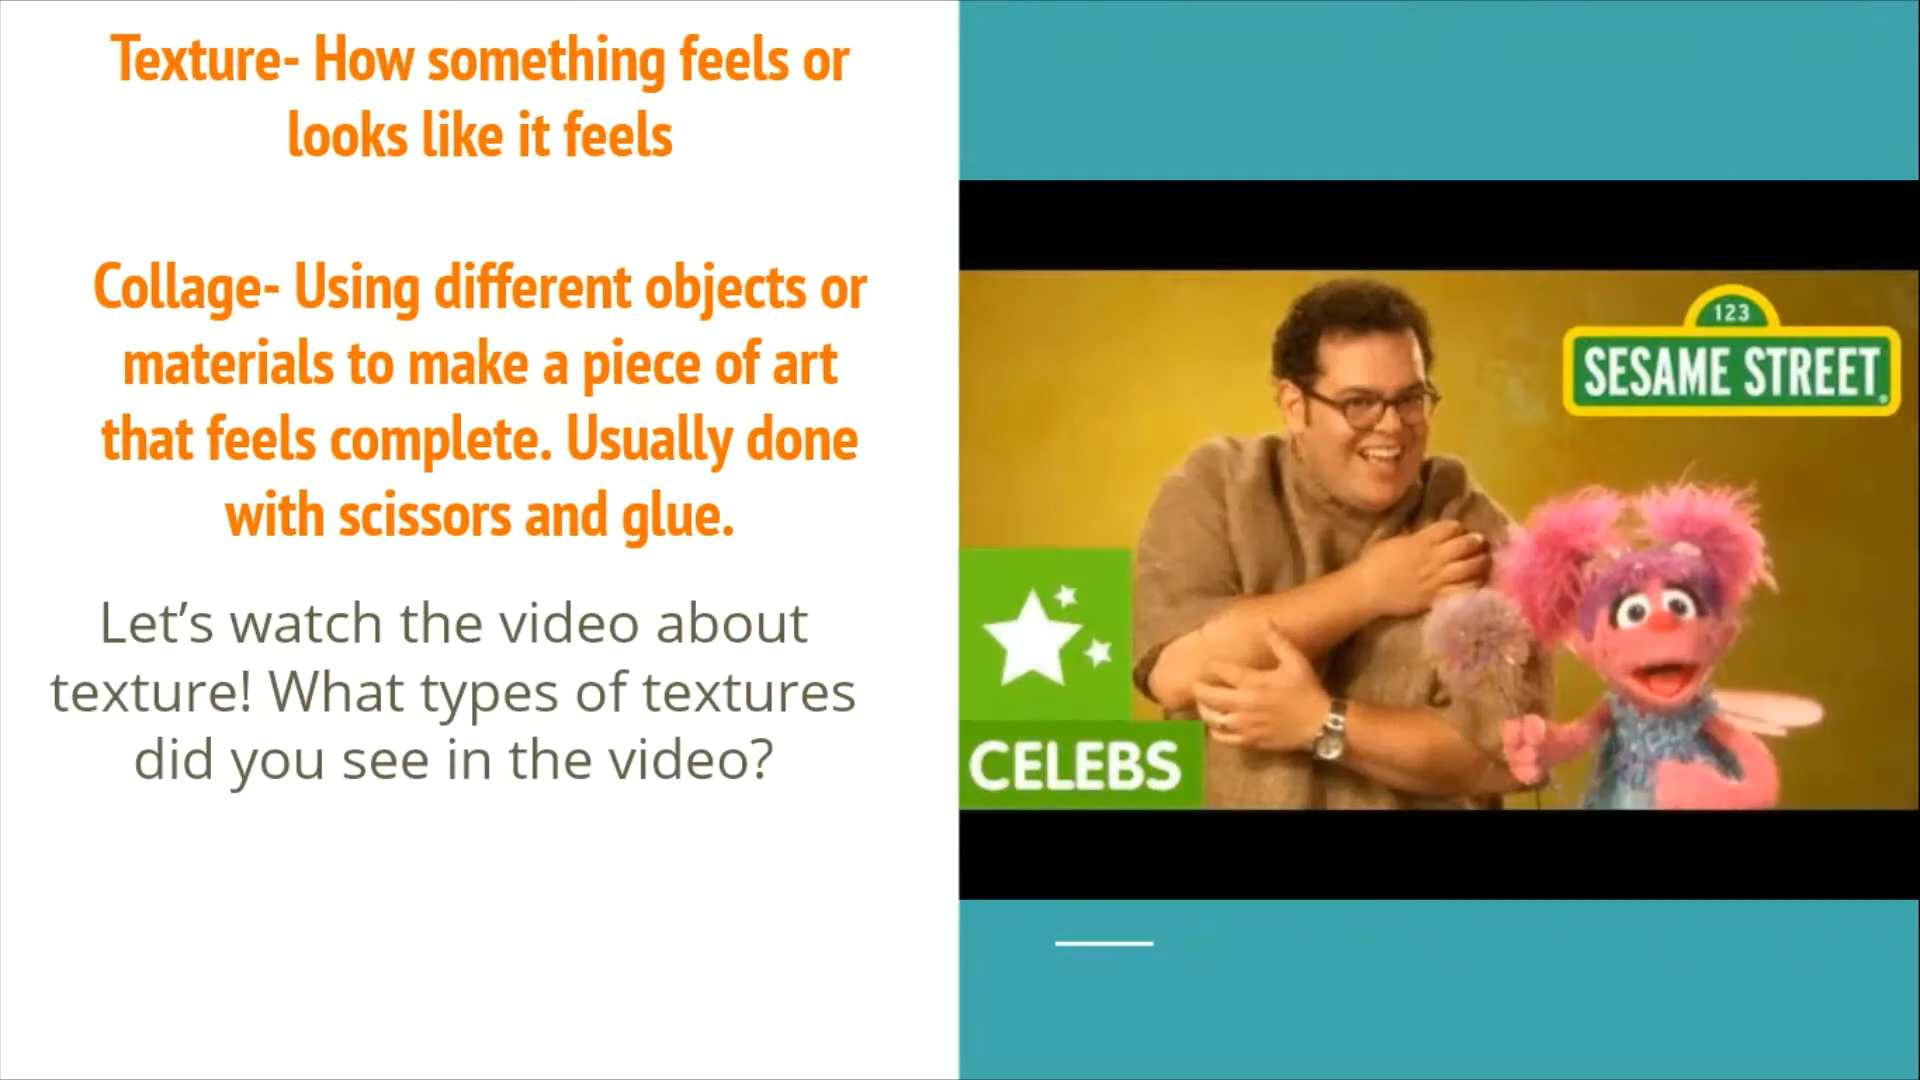 Texture- How something feels or
looks like it feels
Collage- Using different objects or
materials to make a piece of art
that feels complete. Usually done
with scissors and glue.
Let’s watch the video about
texture! What types of textures
did you see in the video?
123
SESAME STREET®
CELEBS